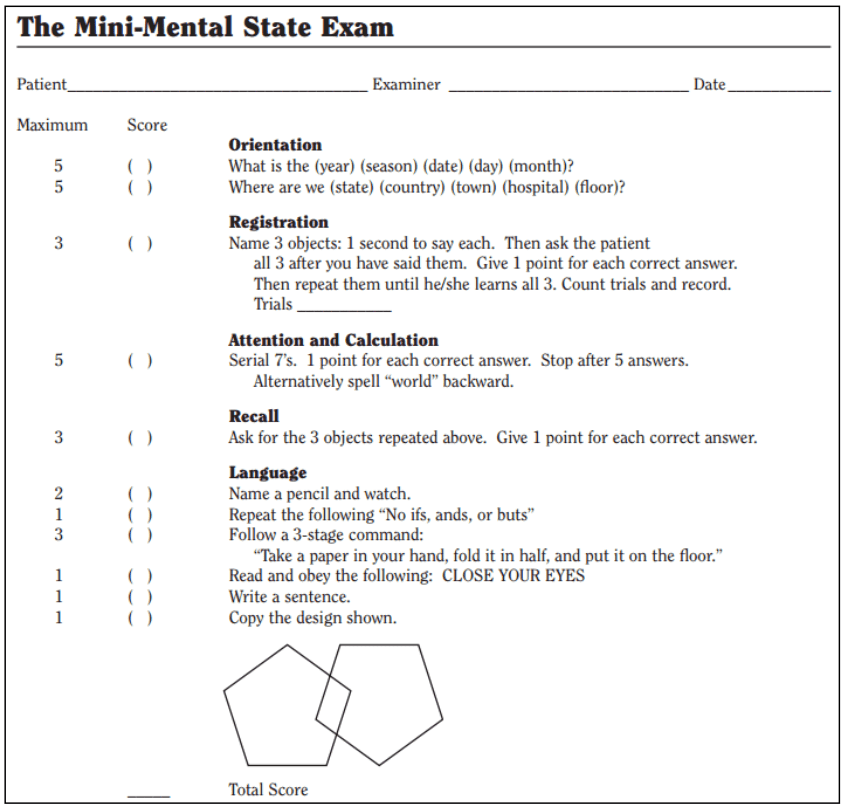 The Mini-Mental State Exam
Patient___________________________________ Examiner ____________________________ Date____________
Maximum Score
Orientation
5 ( ) What is the (year) (season) (date) (day) (month)?
5 ( ) Where are we (state) (country) (town) (hospital) (floor)?
Registration
3 ( ) Name 3 objects: 1 second to say each. Then ask the patient
all 3 after you have said them. Give 1 point for each correct answer.
Then repeat them until he/she learns all 3. Count trials and record.
Trials ___________
Attention and Calculation
5 ( ) Serial 7’s. 1 point for each correct answer. Stop after 5 answers.
Alternatively spell “world” backward.
Recall
3 ( ) Ask for the 3 objects repeated above. Give 1 point for each correct answer.
Language
2 ( ) Name a pencil and watch.
1 ( ) Repeat the following “No ifs, ands, or buts”
3 ( ) Follow a 3-stage command:
“Take a paper in your hand, fold it in half, and put it on the floor.”
1 ( ) Read and obey the following: CLOSE YOUR EYES
1 ( ) Write a sentence.
1 ( ) Copy the design shown.
_____ Total Score